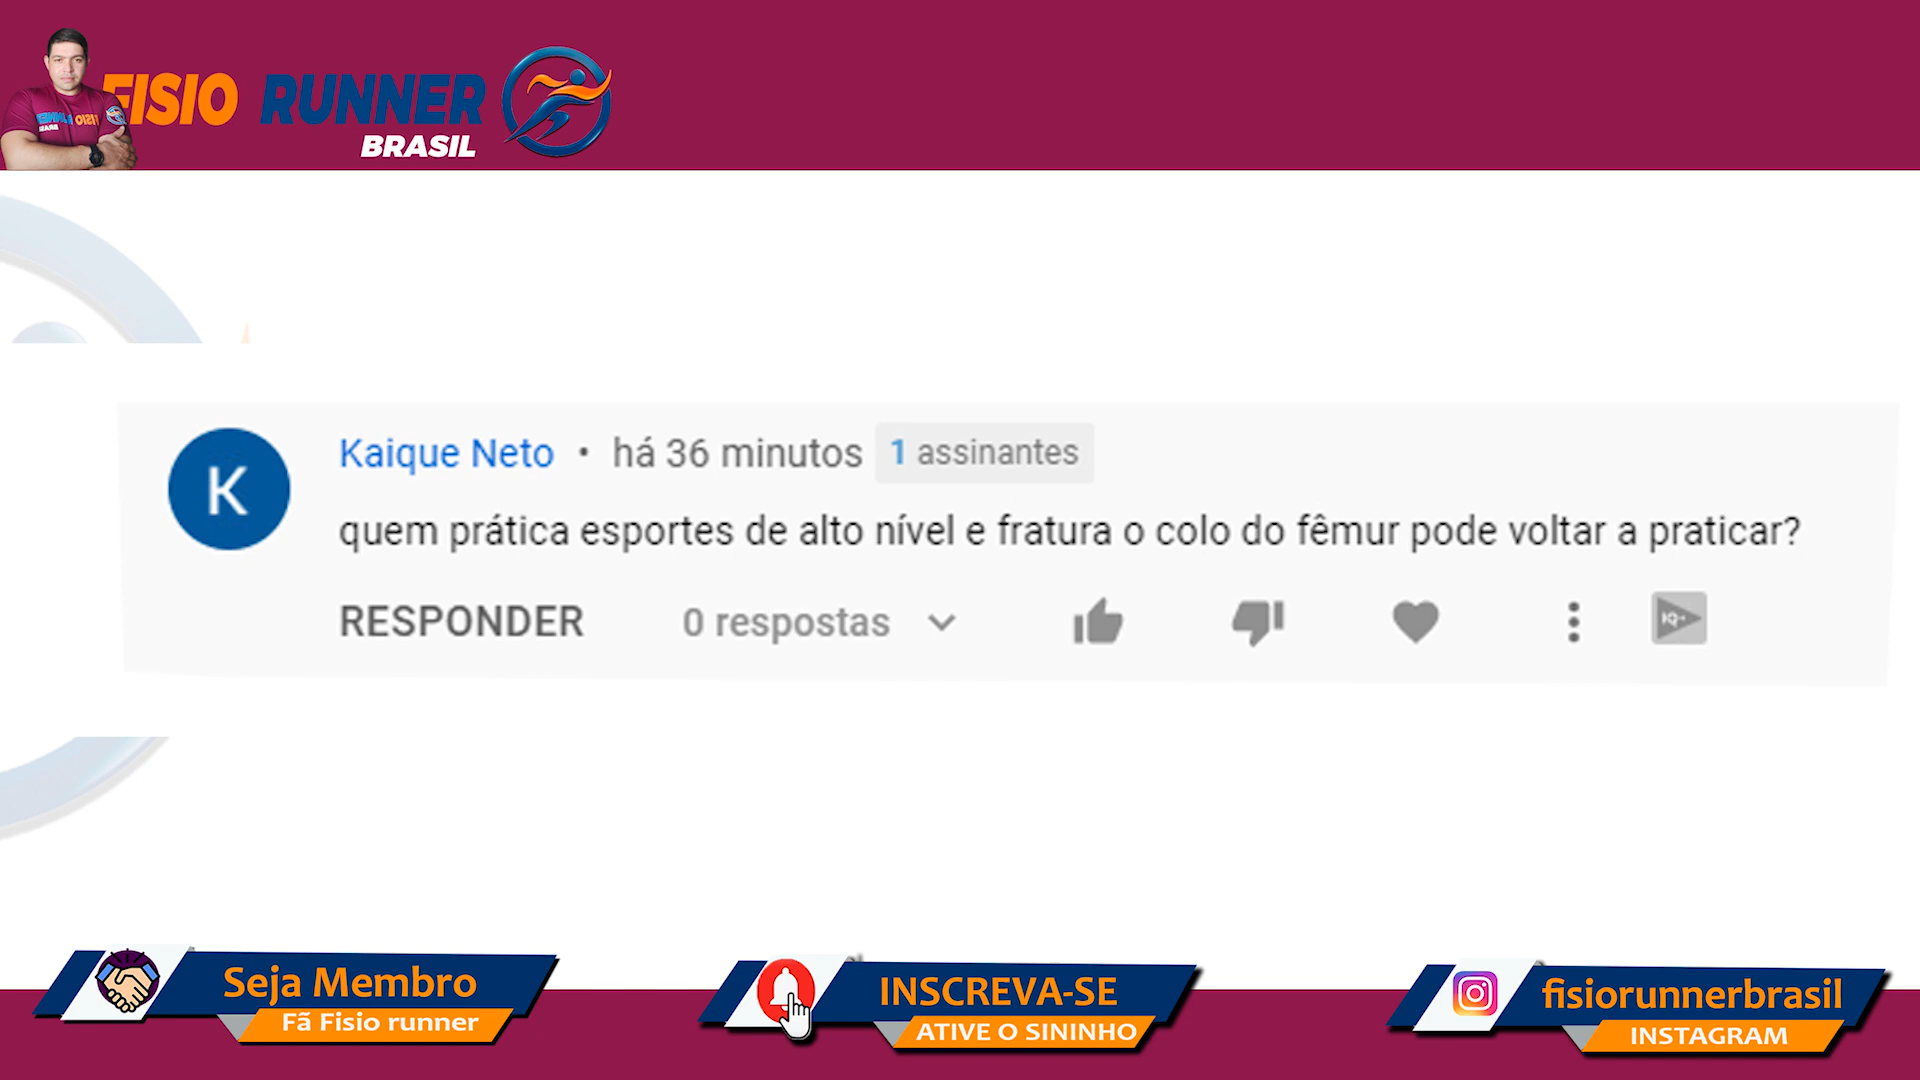 FISIO RUNNER
BRASIL
Kaique Neto • há 36 minutos 1 assinantes
quem prática esportes de alto nível e fratura o colo do fêmur pode voltar a praticar?
RESPONDER 0 respostas
Seja Membro
Fã Fisio runner
INSCREVA-SE
ATIVE O SININHO
fisiorunnerbrasil
INSTAGRAM